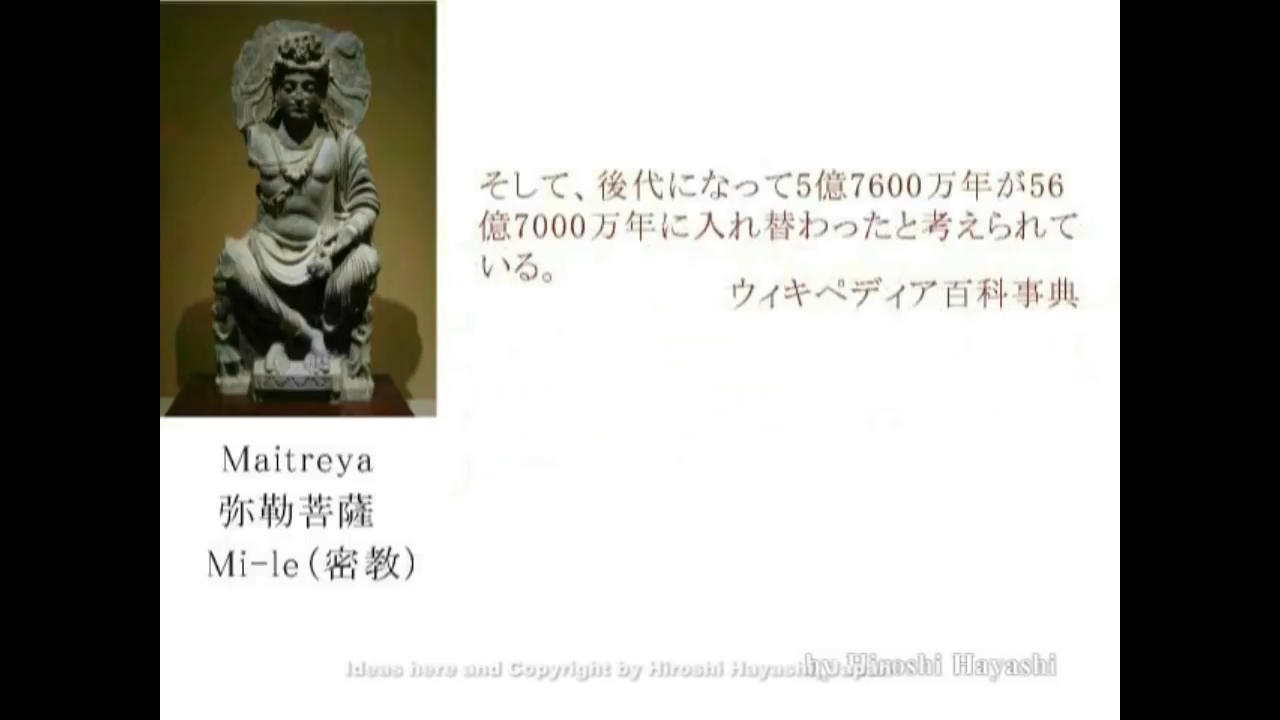 そして、後代になって5億7600万年が56
億7000万年に入れ替わったと考えられて
いる。
ウィキペディア百科事典
Maitreya
弥勒菩薩
Mi-le(密教)
Ideas here and Copyright by Hiroshi Hayashi
by Hiroshi Hayashi